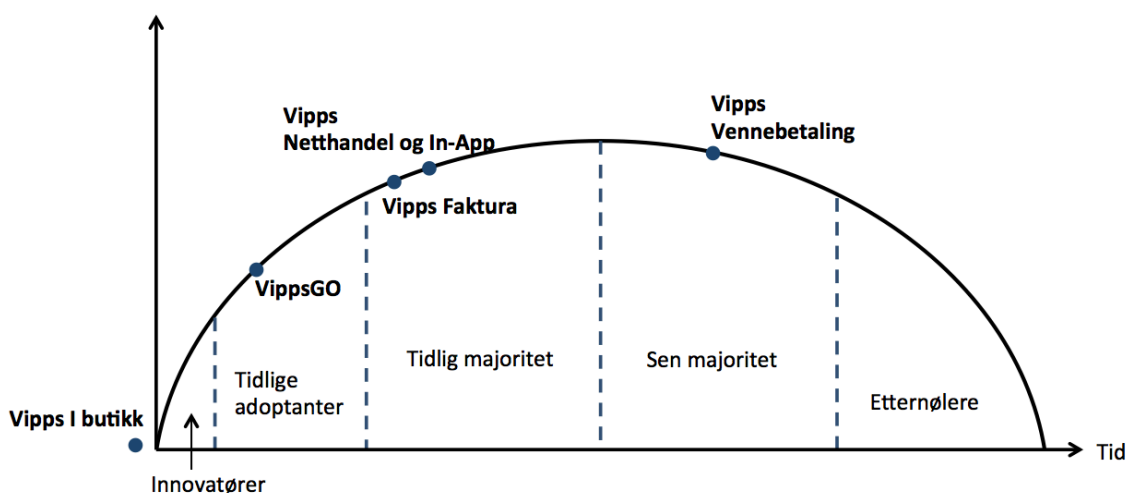 Vipps
Netthandel og In-App
Vipps
Vennebetaling
Vipps Faktura
VippsGO
Tidlig majoritet
Sen majoritet
Tidlige
adoptanter
Etternølere
Vipps I butikk
Tid
Innovatører